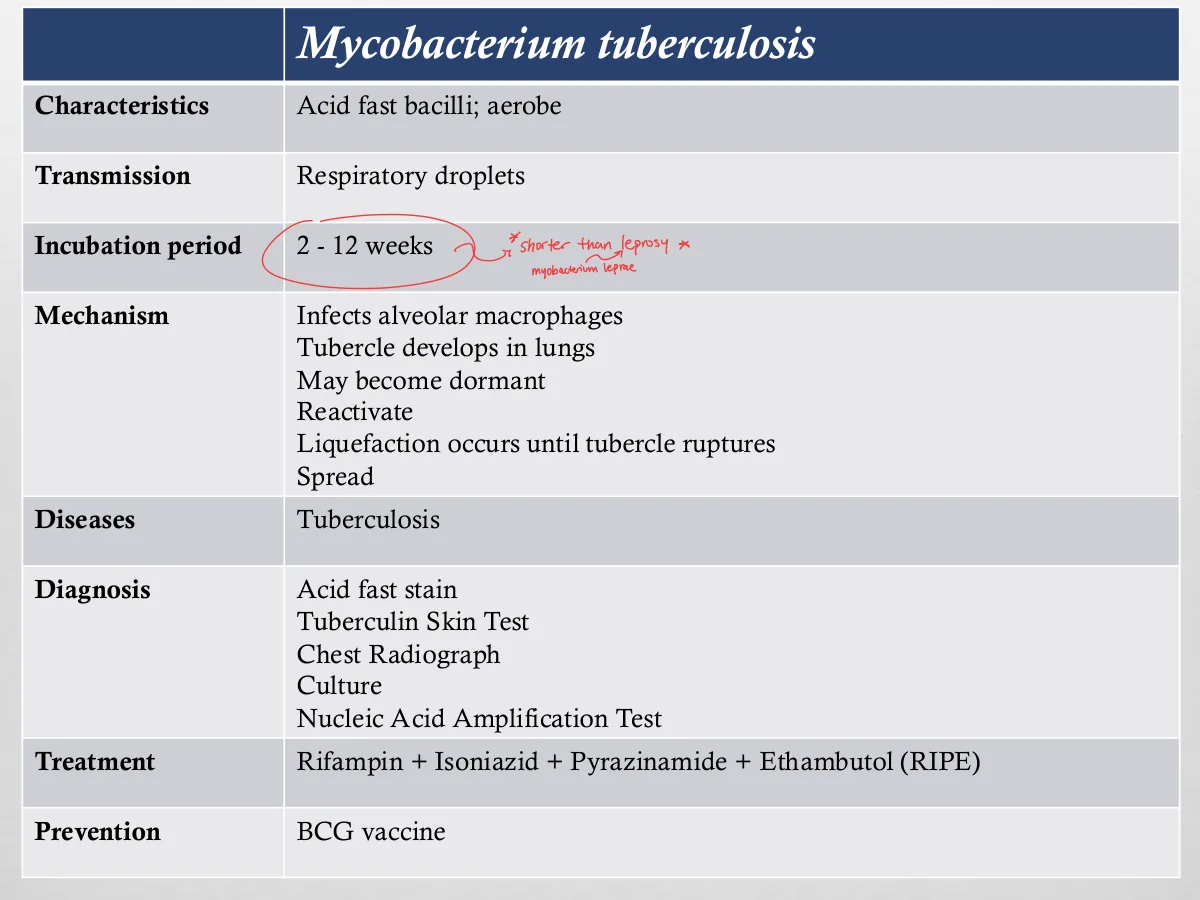 Mycobacterium tuberculosis
Characteristics
Acid fast bacilli; aerobe
Transmission
Respiratory droplets
Incubation period
2 - 12 weeks
* shorter than leprosy *
myobacterium leprae
Mechanism
Infects alveolar macrophages
Tubercle develops in lungs
May become dormant
Reactivate
Liquefaction occurs until tubercle ruptures
Spread
Diseases
Tuberculosis
Diagnosis
Acid fast stain
Tuberculin Skin Test
Chest Radiograph
Culture
Nucleic Acid Amplification Test
Treatment
Rifampin + Isoniazid + Pyrazinamide + Ethambutol (RIPE)
Prevention
BCG vaccine